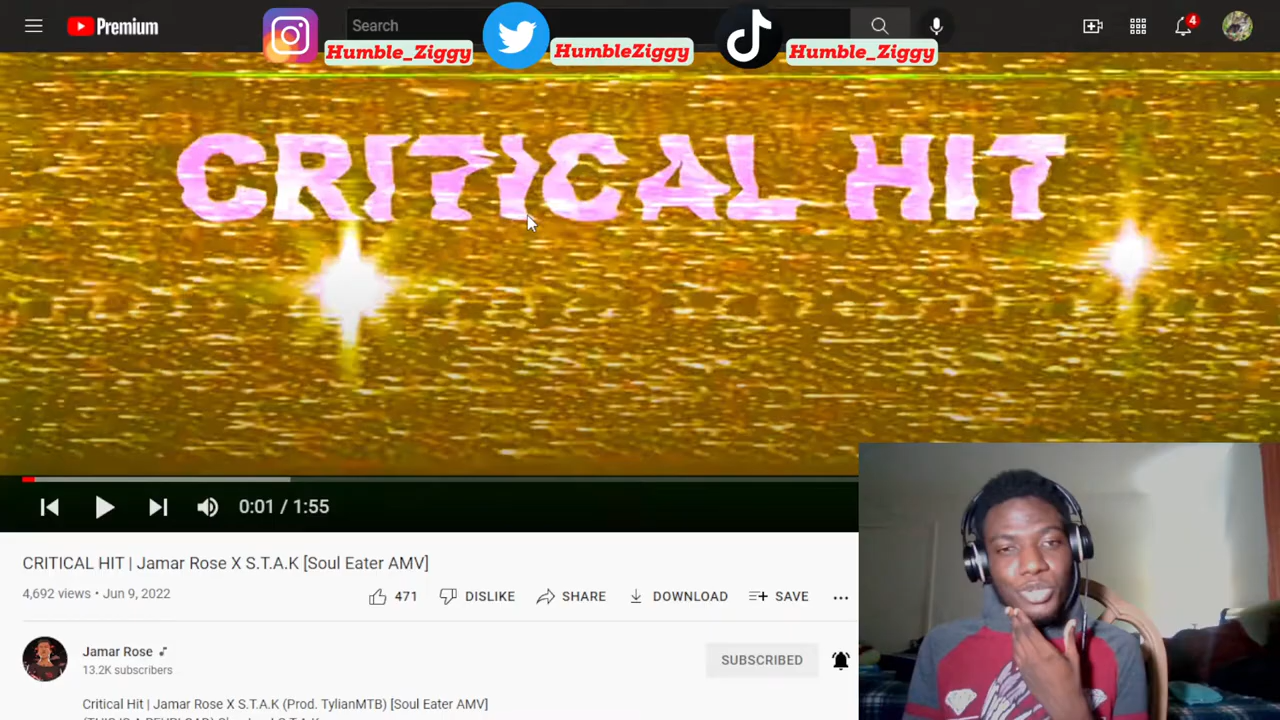 Premium
Search
4
Humble_Ziggy
HumbleZiggy
Humble_Ziggy
CRITICAL HIT
0:01 / 1:55
CRITICAL HIT | Jamar Rose X S.T.A.K [Soul Eater AMV]
4,692 views • Jun 9, 2022
471
DISLIKE
SHARE
DOWNLOAD
SAVE
Jamar Rose
13.2K subscribers
SUBSCRIBED
Critical Hit | Jamar Rose X S.T.A.K (Prod. TylianMTB) [Soul Eater AMV]